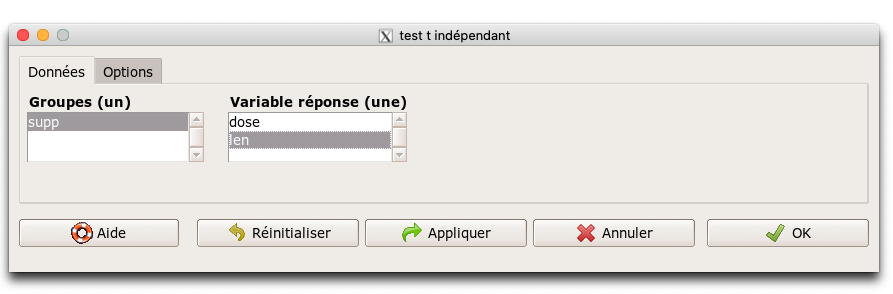 test t indépendant
Données Options
Groupes (un) Variable réponse (une)
supp dose
len
Aide Réinitialiser Appliquer Annuler OK